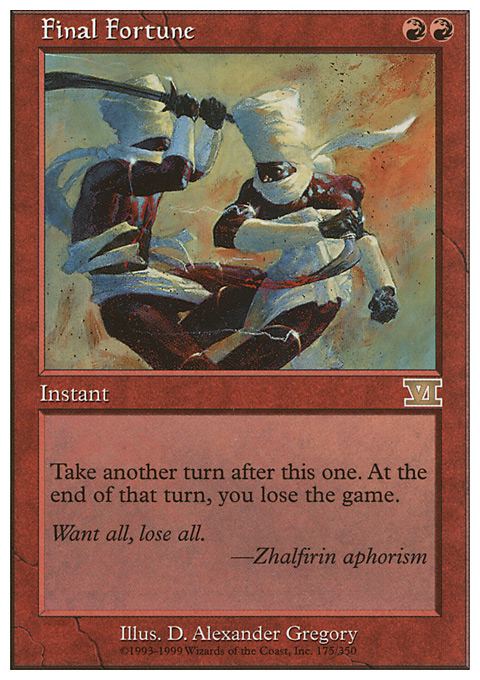 Final Fortune
Instant
VI
Take another turn after this one. At the
end of that turn, you lose the game.
Want all, lose all.
—Zhalfirin aphorism
Illus. D. Alexander Gregory
©1993-1999 Wizards of the Coast, Inc. 175/350